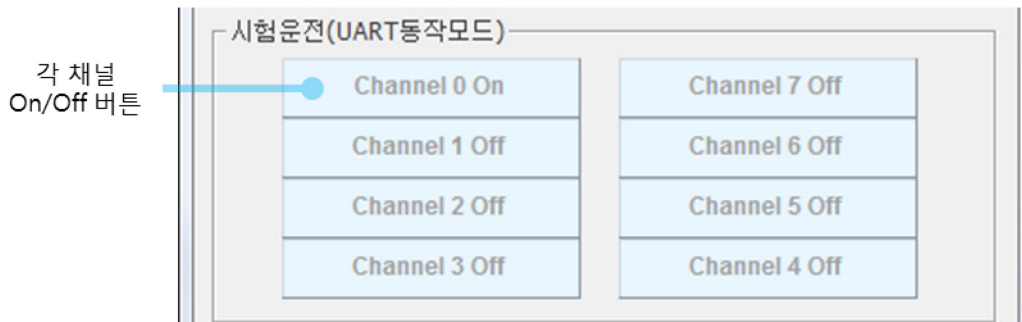 시험운전(UART동작모드)
각 채널
On/Off 버튼
Channel 0 On
Channel 7 Off
Channel 1 Off
Channel 6 Off
Channel 2 Off
Channel 5 Off
Channel 3 Off
Channel 4 Off